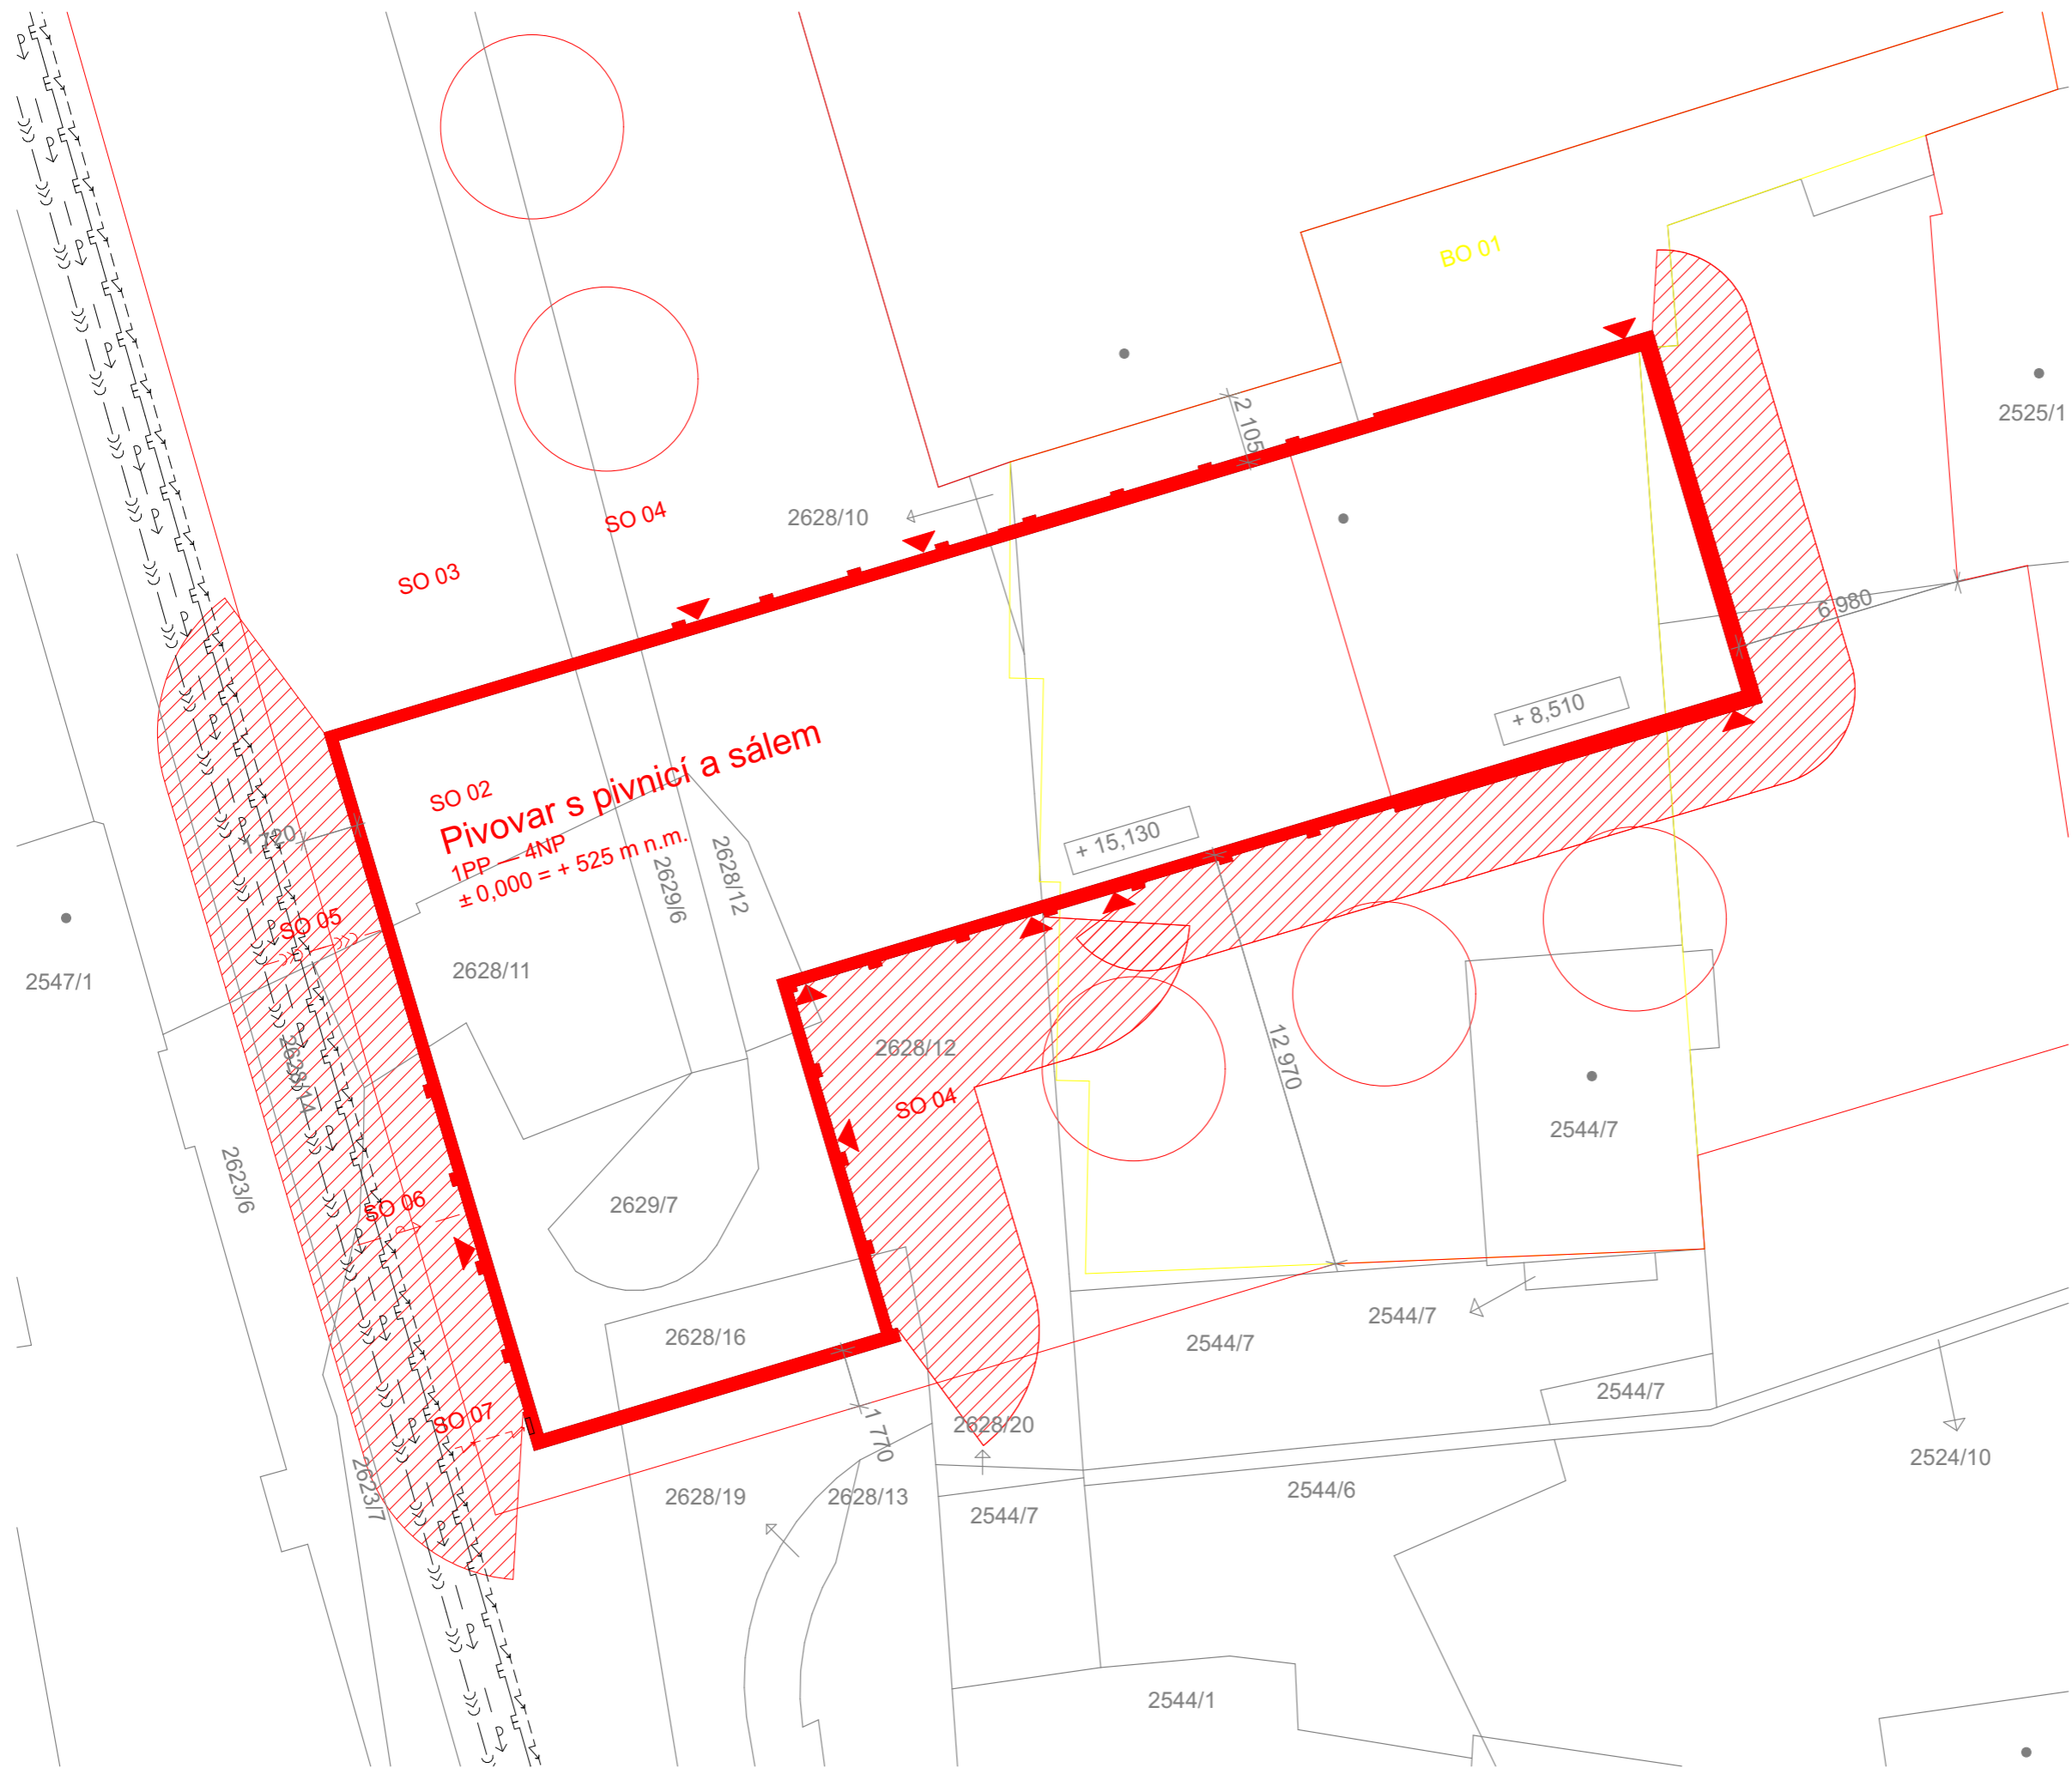 BO 01
2525/1
2 105
2628/10
SO 04
SO 03
6 980
+ 8,510
SO 02
Pivovar s pivnicí a sálem
1PP — 4NP
± 0,000 = + 525 m n.m.
+ 15,130
2629/6
2628/12
SO 05
2547/1
2628/11
2628/12
2628/14
12 970
SO 04
2544/7
2623/6
SO 06
2629/7
2628/16
2544/7
2544/7
2544/7
SO 07
1 770
2628/20
2524/10
2623/7
2628/19
2628/13
2544/7
2544/6
2544/1